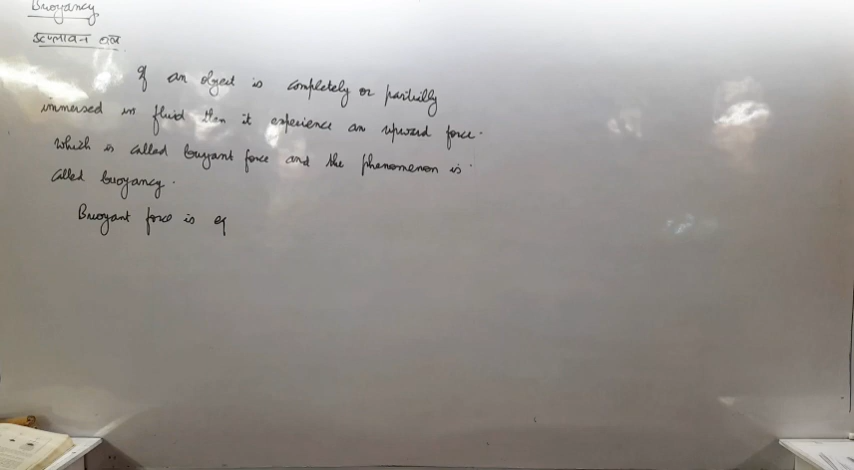 Buoyancy
उत्प्लावन बल
If an object is completely or partially
immersed in fluid then it experience an upward force.
which is called buoyant force and the phenomenon is
called buoyancy.
Buoyant force is eq